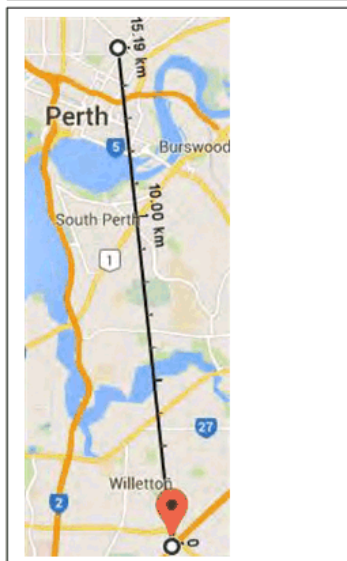 15.19 km
Perth
5
Burswood
10.00 km
South Perth
1
27
Willetton
2
0